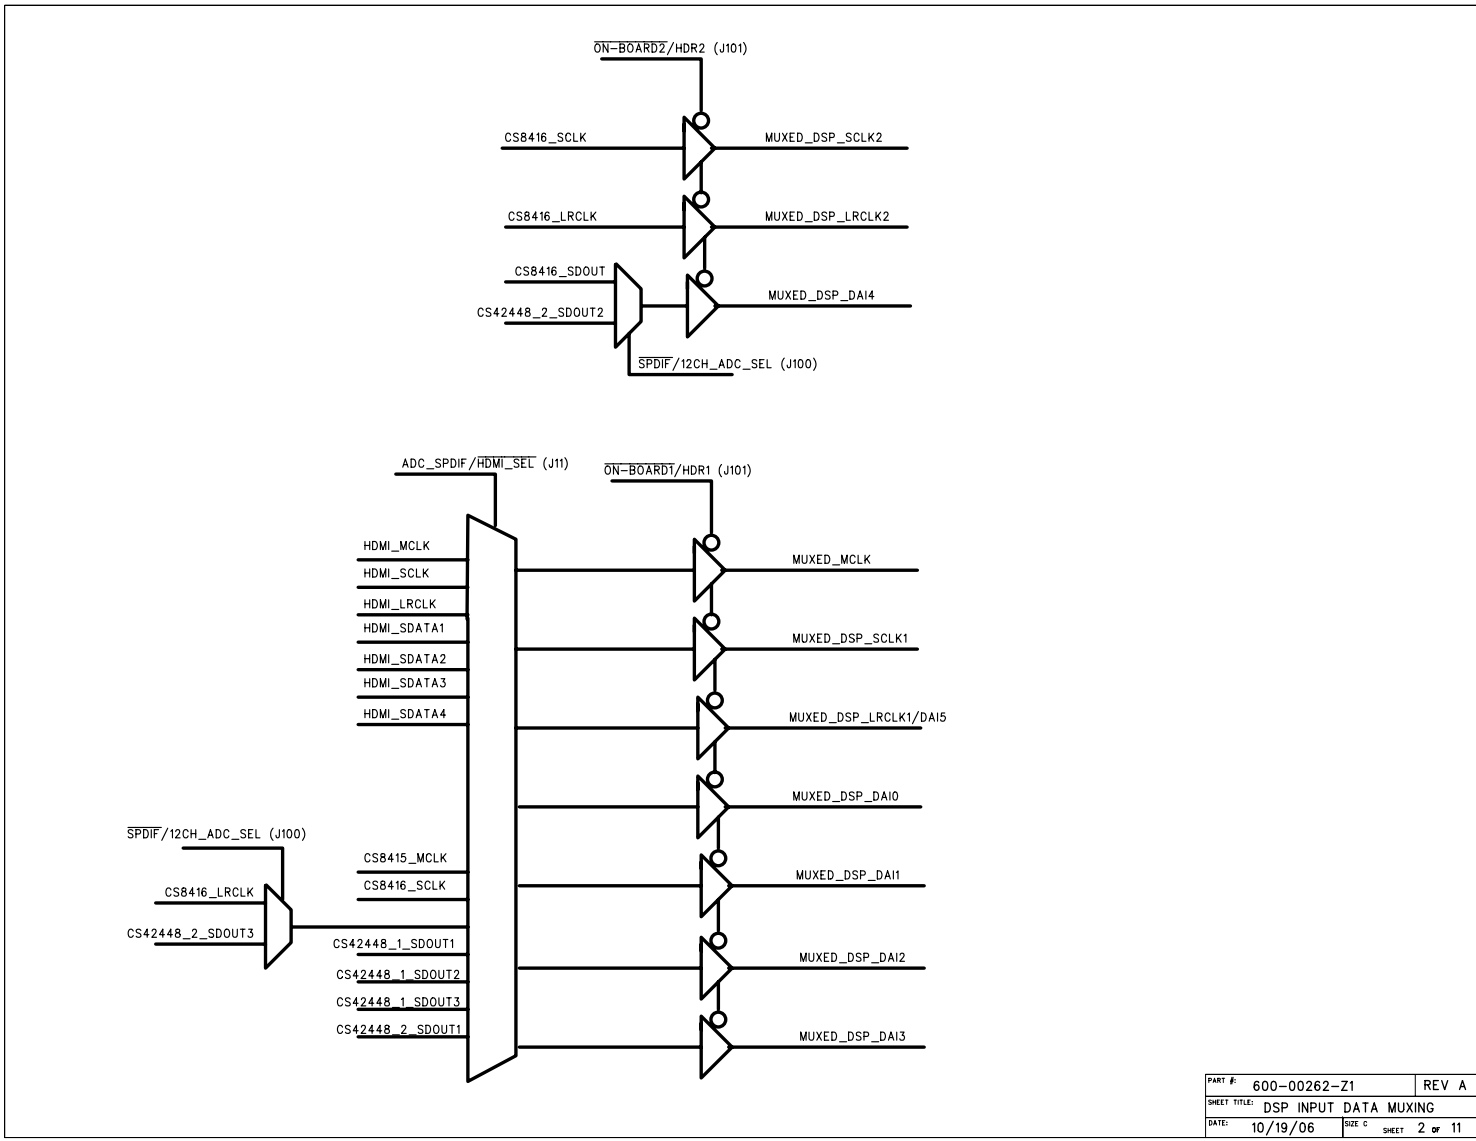 ON-BOARD2/HDR2 (J101)
CS8416_SCLK
MUXED_DSP_SCLK2
CS8416_LRCLK
MUXED_DSP_LRCLK2
CS8416_SDOUT
MUXED_DSP_DAI4
CS42448_2_SDOUT2
SPDIF/12CH_ADC_SEL (J100)
ADC_SPDIF/HDMI_SEL (J11)
ON-BOARD1/HDR1 (J101)
HDMI_MCLK
MUXED_MCLK
HDMI_SCLK
HDMI_LRCLK
HDMI_SDATA1
MUXED_DSP_SCLK1
HDMI_SDATA2
HDMI_SDATA3
HDMI_SDATA4
MUXED_DSP_LRCLK1/DAI5
MUXED_DSP_DAI0
SPDIF/12CH_ADC_SEL (J100)
CS8415_MCLK
CS8416_SCLK
MUXED_DSP_DAI1
CS8416_LRCLK
CS42448_2_SDOUT3
CS42448_1_SDOUT1
MUXED_DSP_DAI2
CS42448_1_SDOUT2
CS42448_1_SDOUT3
CS42448_2_SDOUT1
MUXED_DSP_DAI3
PART #: 600-00262-Z1 REV A
SHEET TITLE: DSP INPUT DATA MUXING
DATE: 10/19/06 SIZE C SHEET 2 OF 11